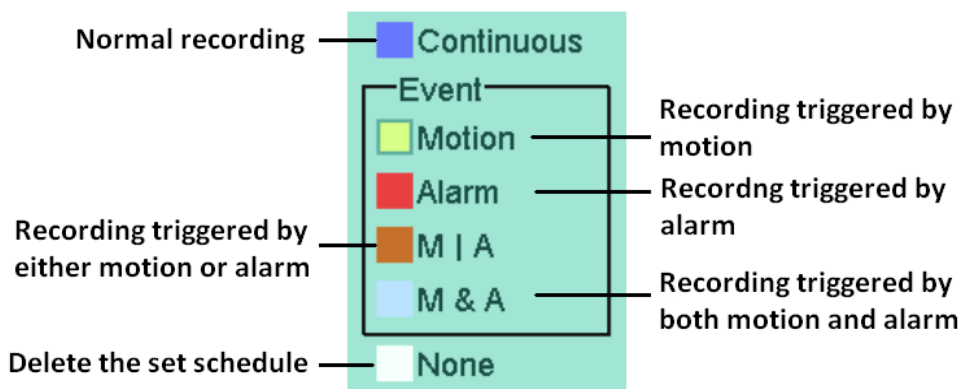 Normal recording
Continuous
Event
Motion
Recording triggered by
motion
Alarm
Recordng triggered by
alarm
Recording triggered by
either motion or alarm
M | A
M & A
Recording triggered by
both motion and alarm
Delete the set schedule
None